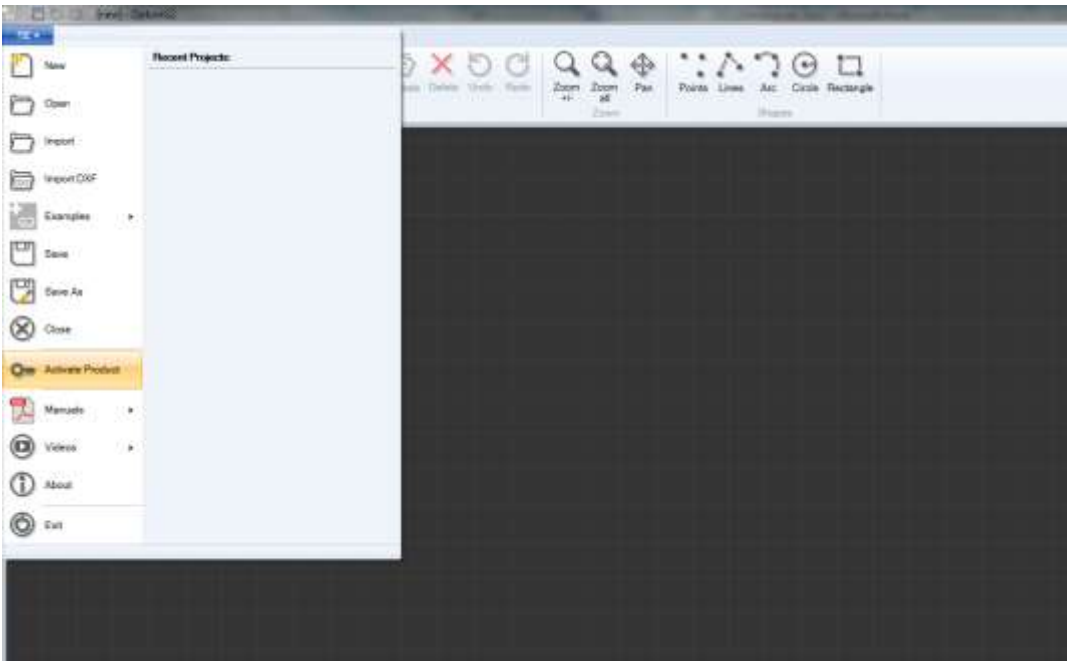 New
Open
Import
Import DXF
Examples
Save
Save As
Close
Activate Product
Manuals
Videos
About
Exit
Recent Projects:
Delete Undo Redo
Zoom +/-
Zoom all
Pan
Zoom
Points Lines Arc Circle Rectangle
Shapes